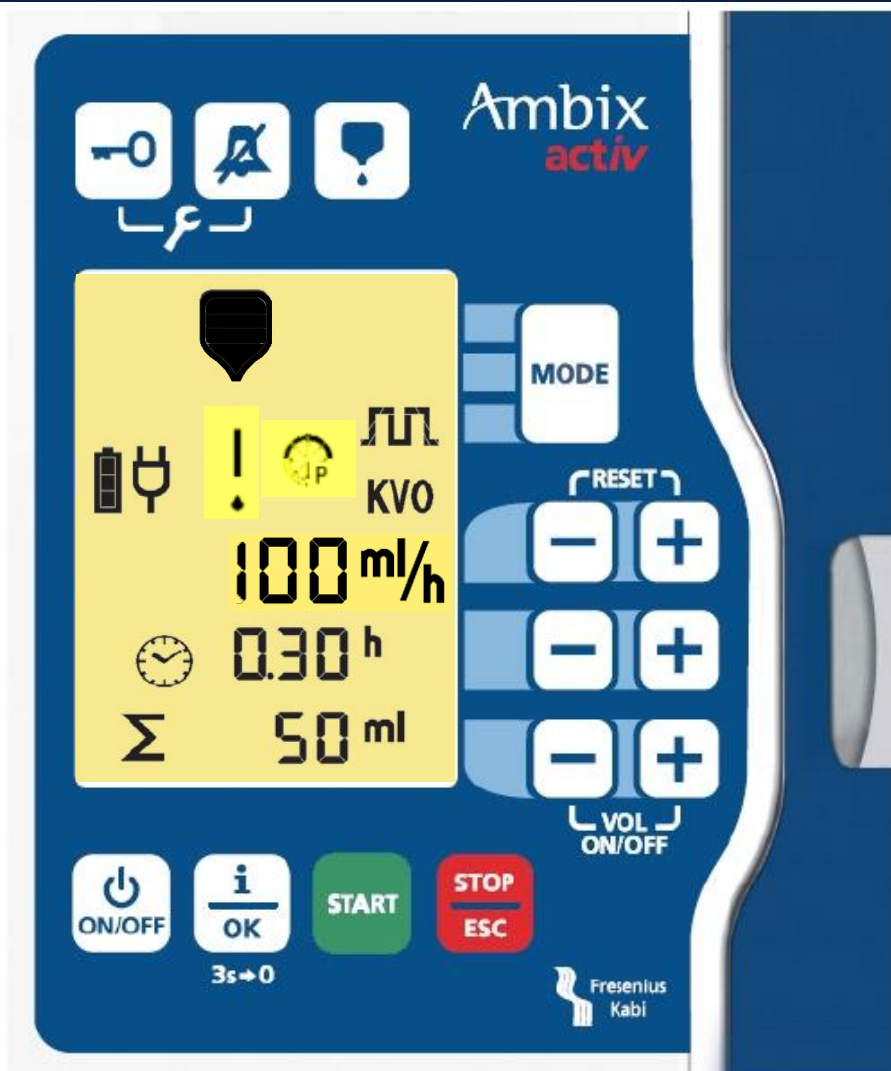 Ambix
activ
MODE
P
RESET
KVO
100 ml/h
0.30 h
Σ 50 ml
VOL
ON/OFF
ON/OFF
i
OK
START
STOP
ESC
3s→0
Fresenius
Kabi